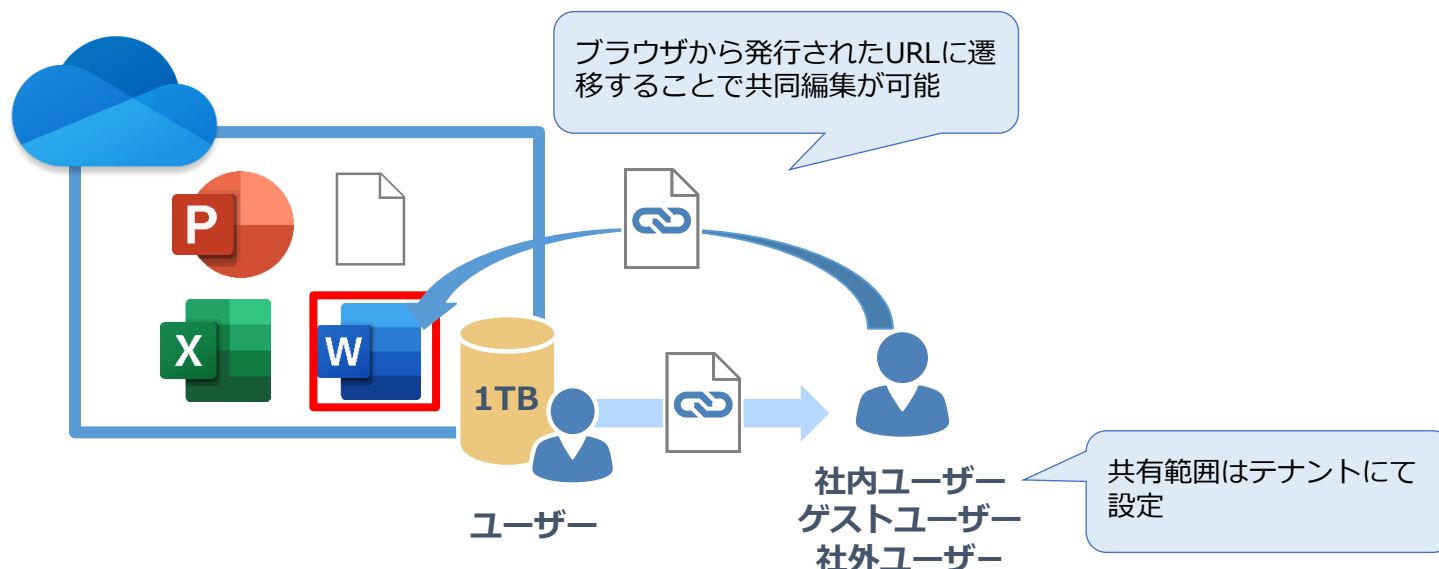 ブラウザから発行されたURLに遷
移することで共同編集が可能
P
X
W
1TB
ユーザー
社内ユーザー
ゲストユーザー
社外ユーザー
共有範囲はテナントにて
設定